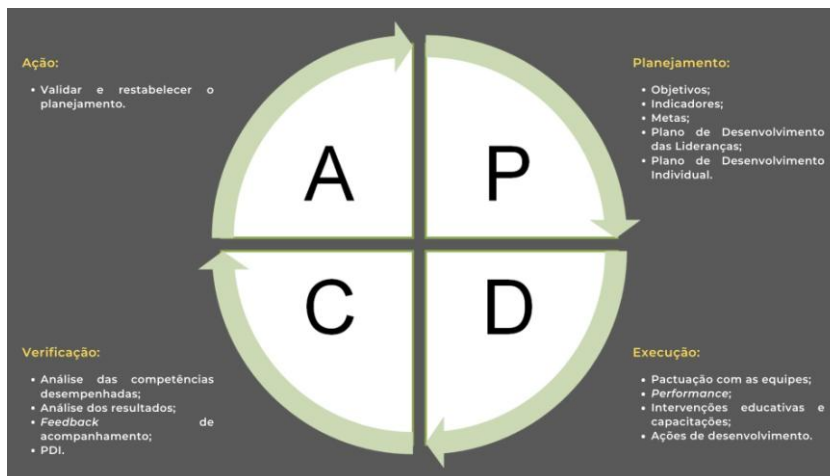 Ação:
• Validar e restabelecer o
planejamento.
A
P
Planejamento:
• Objetivos;
• Indicadores;
• Metas;
• Plano de Desenvolvimento
das Lideranças;
• Plano de Desenvolvimento
Individual.
C
D
Verificação:
• Análise das competências
desempenhadas;
• Análise dos resultados;
• Feedback de
acompanhamento;
• PDI.
Execução:
• Pactuação com as equipes;
• Performance;
• Intervenções educativas e
capacitações;
• Ações de desenvolvimento.